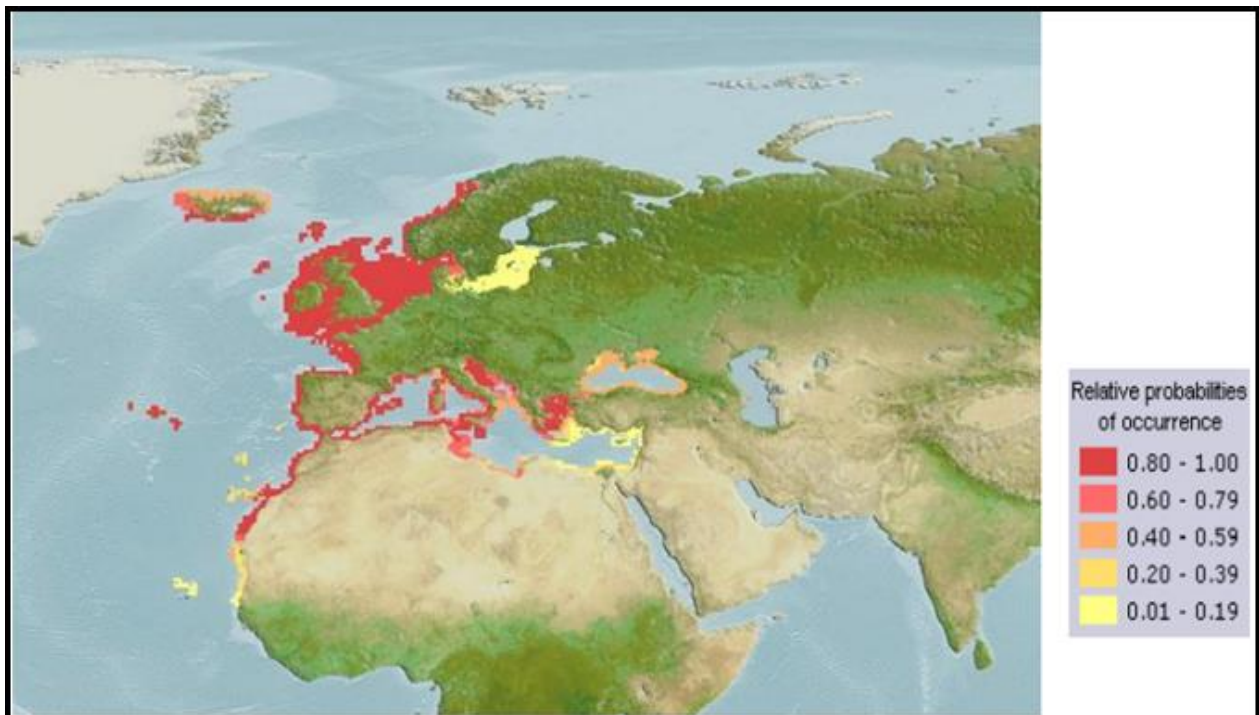 Relative probabilities
of occurrence
0.80 - 1.00
0.60 - 0.79
0.40 - 0.59
0.20 - 0.39
0.01 - 0.19